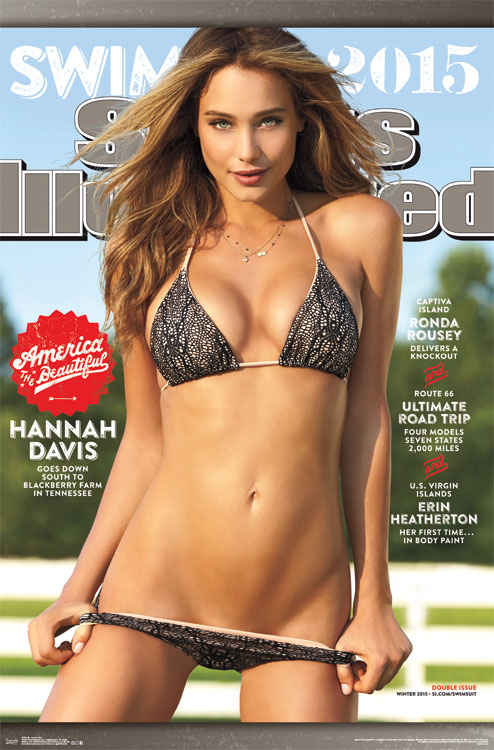 SWIM 2015
Sports
Illustrated
America
THE Beautiful
HANNAH
DAVIS
GOES DOWN
SOUTH TO
BLACKBERRY FARM
IN TENNESSEE
CAPTIVA
ISLAND
RONDA
ROUSEY
DELIVERS A
KNOCKOUT
and
ROUTE 66
ULTIMATE
ROAD TRIP
FOUR MODELS
SEVEN STATES
2,000 MILES
and
U.S. VIRGIN
ISLANDS
ERIN
HEATHERTON
HER FIRST TIME...
IN BODY PAINT
DOUBLE ISSUE
WINTER 2015 • SI.COM/SWIMSUIT